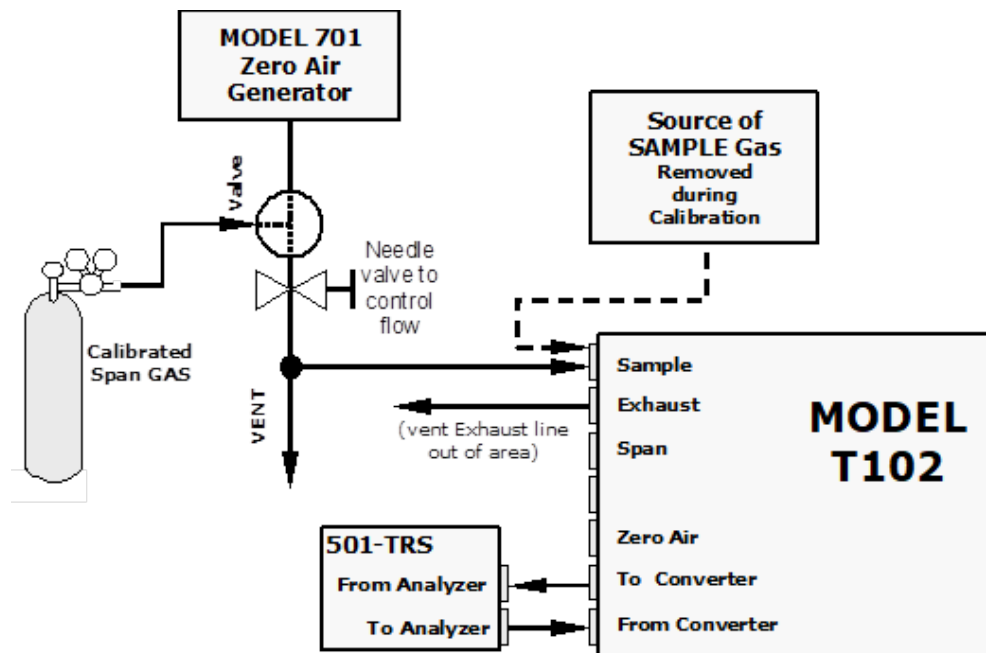 MODEL 701
Zero Air
Generator
Source of
SAMPLE Gas
Removed
during
Calibration
Valve
Needle
valve to
control
flow
Calibrated
Span GAS
VENT
Sample
Exhaust
(vent Exhaust line
out of area)
Span
MODEL
T102
Zero Air
501-TRS
From Analyzer
To Converter
To Analyzer
From Converter